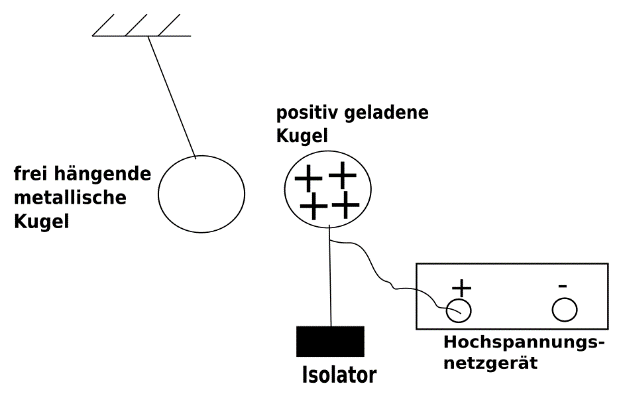 positiv geladene
Kugel
frei hängende
metallische
Kugel
+ +
+ +
+ -
Hochspannungs-
netzgerät
Isolator